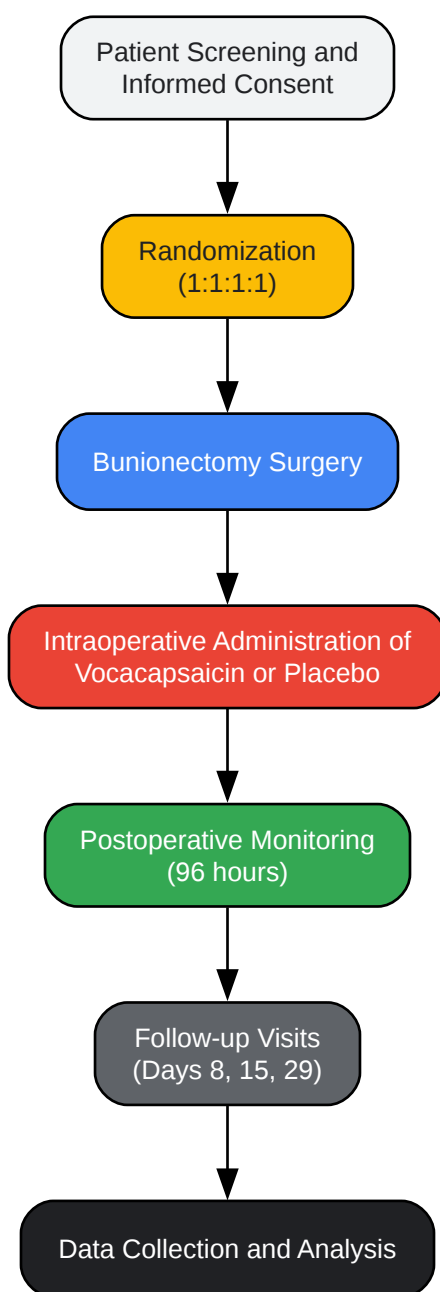 Patient Screening and
Informed Consent
Randomization
(1:1:1:1)
Bunionectomy Surgery
Intraoperative Administration of
Vocacapsaicin or Placebo
Postoperative Monitoring
(96 hours)
Follow-up Visits
(Days 8, 15, 29)
Data Collection and Analysis